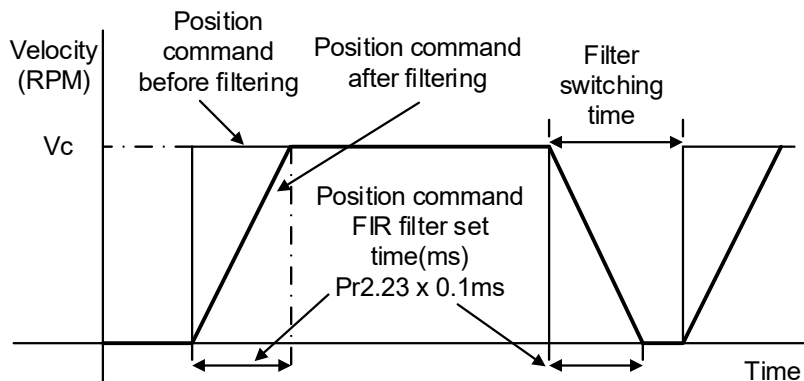 Velocity
(RPM)
Position
command
before filtering
Position command
after filtering
Filter
switching
time
Vc
Position command
FIR filter set
time(ms)
Pr2.23 x 0.1ms
Time